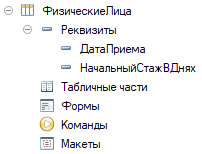 ФизическиеЛица
Реквизиты
ДатаПриема
НачальныйСтажВДнях
Табличные части
Формы
Команды
Макеты